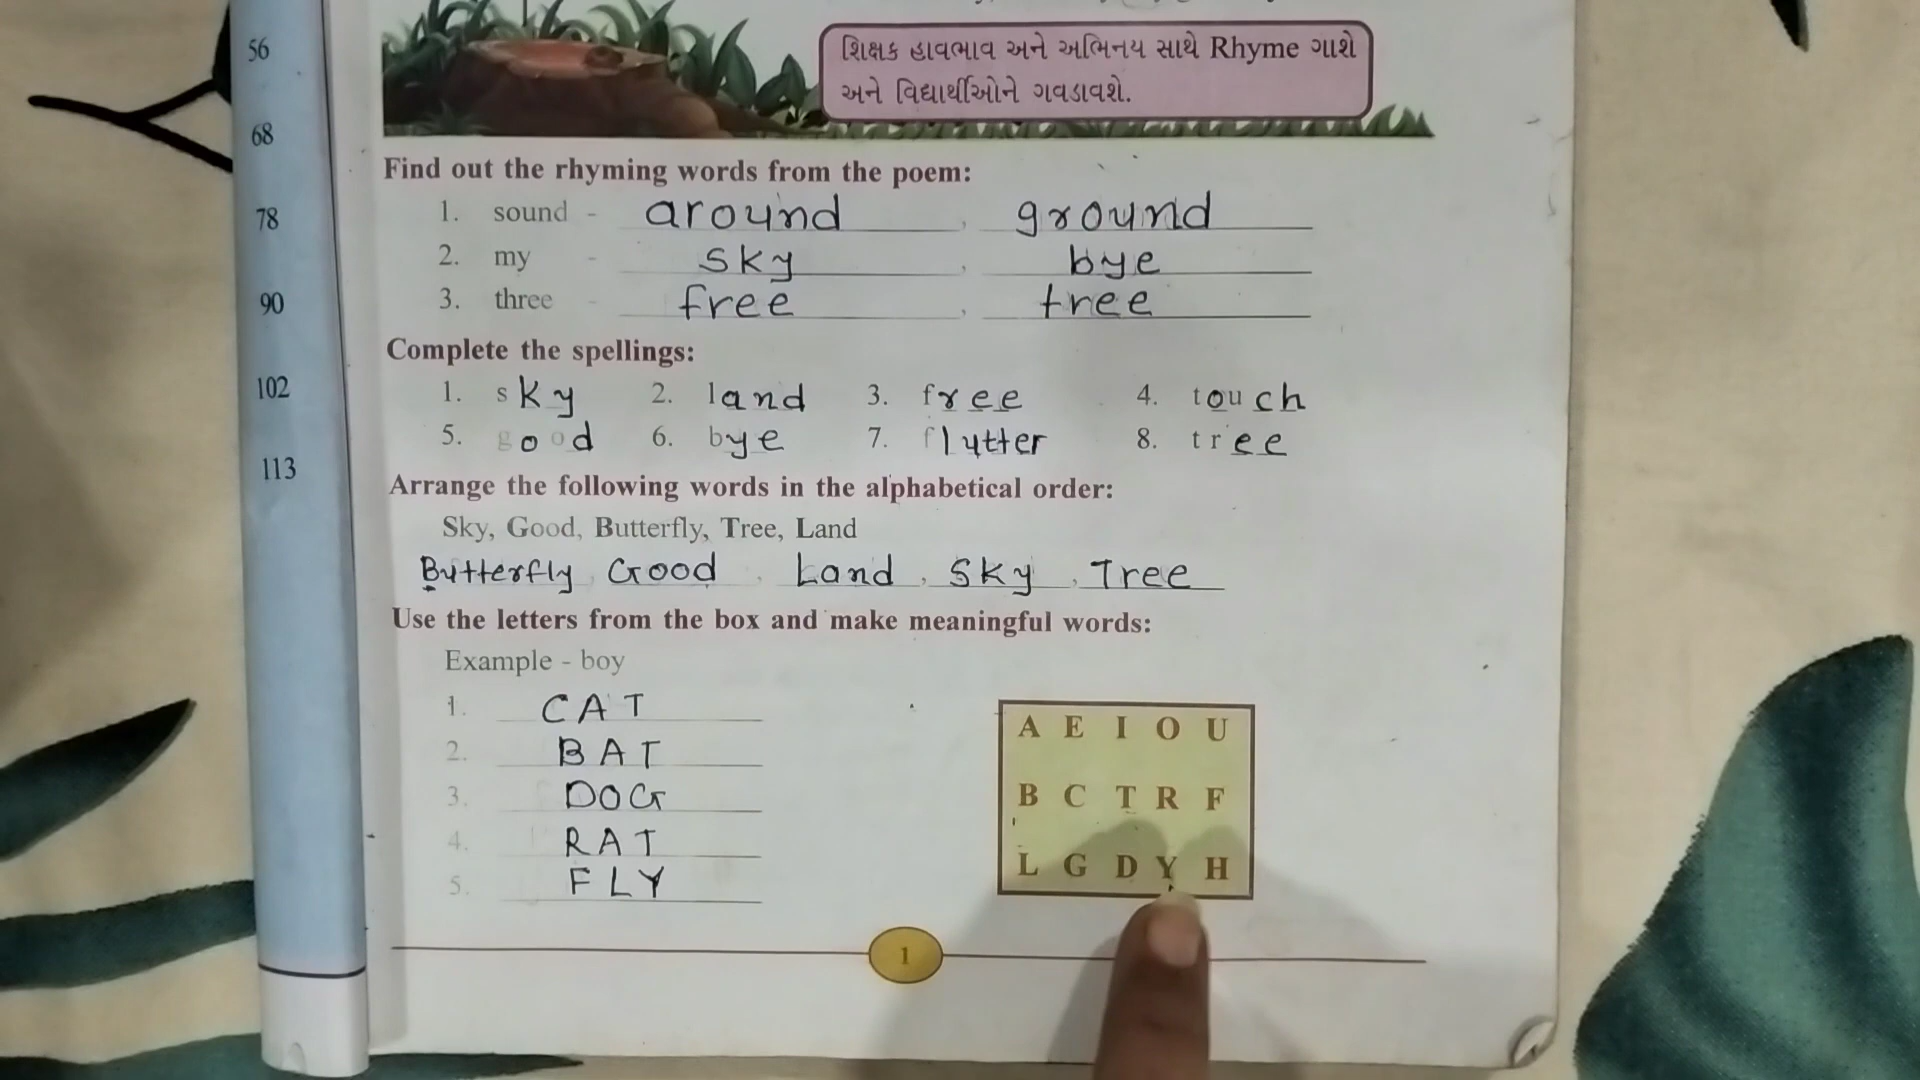 56
68
78
90
102
113
શિક્ષક હાવભાવ અને અભિનય સાથે Rhyme ગાશે
અને વિદ્યાર્થીઓને ગવડાવશે.
Find out the rhyming words from the poem:
1. sound - around , ground
2. my - sky , bye
3. three - free , tree
Complete the spellings:
1. sky 2. land 3. free 4. touch
5. good 6. bye 7. flutter 8. tree
Arrange the following words in the alphabetical order:
Sky, Good, Butterfly, Tree, Land
Butterfly, Good , Land , Sky , Tree
Use the letters from the box and make meaningful words:
Example - boy
1. CAT
2. BAT
3. DOG
4. RAT
5. FLY
A E I O U
B C T R F
L G D Y H
1